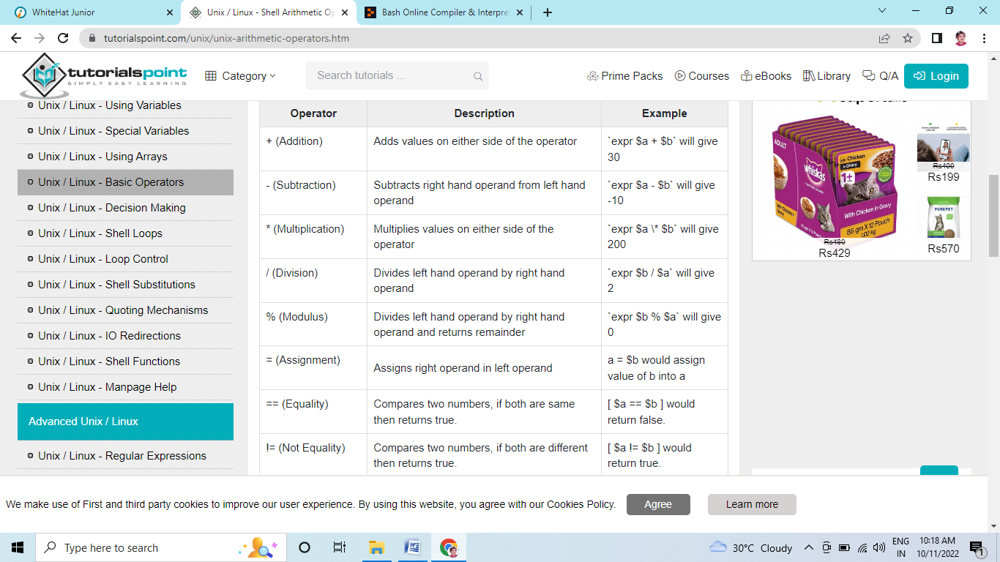 WhiteHat Junior
Unix / Linux - Shell Arithmetic Op
Bash Online Compiler & Interpret
tutorialspoint.com/unix/unix-arithmetic-operators.htm
tutorialspoint
SIMPLY EASY LEARNING
Category
Search tutorials ...
Prime Packs
Courses
eBooks
Library
Q/A
Login
Unix / Linux - Using Variables
Unix / Linux - Special Variables
Unix / Linux - Using Arrays
Unix / Linux - Basic Operators
Unix / Linux - Decision Making
Unix / Linux - Shell Loops
Unix / Linux - Loop Control
Unix / Linux - Shell Substitutions
Unix / Linux - Quoting Mechanisms
Unix / Linux - IO Redirections
Unix / Linux - Shell Functions
Unix / Linux - Manpage Help
Advanced Unix / Linux
Unix / Linux - Regular Expressions
Operator Description Example
+ (Addition) Adds values on either side of the operator `expr $a + $b` will give
30
- (Subtraction) Subtracts right hand operand from left hand `expr $a - $b` will give
operand -10
* (Multiplication) Multiplies values on either side of the `expr $a \* $b` will give
operator 200
/ (Division) Divides left hand operand by right hand `expr $b / $a` will give
operand 2
% (Modulus) Divides left hand operand by right hand `expr $b % $a` will give
operand and returns remainder 0
= (Assignment) Assigns right operand in left operand a = $b would assign
value of b into a
== (Equality) Compares two numbers, if both are same [ $a == $b ] would
then returns true. return false.
!= (Not Equality) Compares two numbers, if both are different [ $a != $b ] would
then returns true. return true.
ADULT
whiskas
Chicken
in Gravy
1+
With Chicken in Gravy
85 gm X 12 Pouch
1.02 kg
Rs480
Rs429
Rs499
Rs199
PUREPET
Rs570
We make use of First and third party cookies to improve our user experience. By using this website, you agree with our Cookies Policy.
Agree
Learn more
Type here to search
30°C Cloudy
ENG
IN
10:18 AM
10/11/2022
1